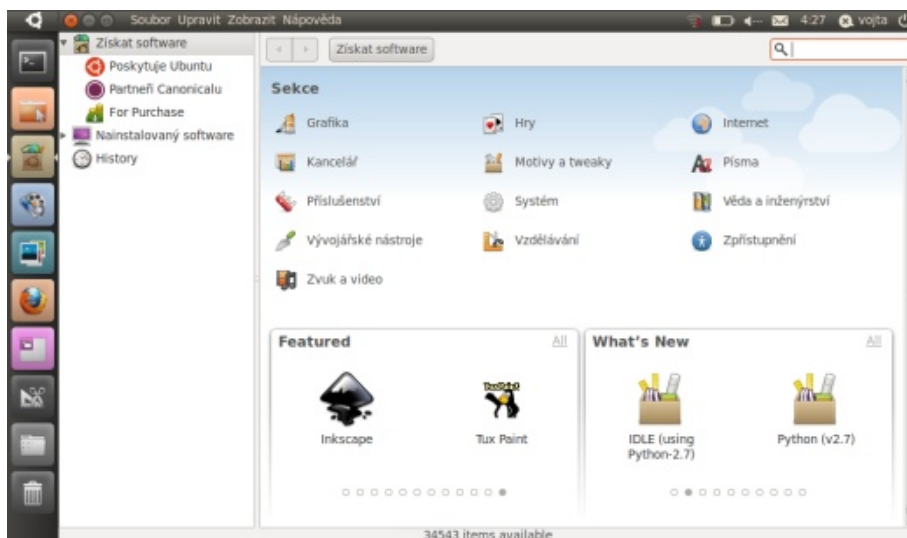 Soubor Upravit Zobrazit Nápověda
4:27 vojta
Získat software
Poskytuje Ubuntu
Partneři Canonicalu
For Purchase
Nainstalovaný software
History
Získat software
Sekce
Grafika
Hry
Internet
Kancelář
Motivy a tweaky
Písma
Příslušenství
Systém
Věda a inženýrství
Vývojářské nástroje
Vzdělávání
Zpřístupnění
Zvuk a video
Featured All
Inkscape
Tux Paint
What's New All
IDLE (using
Python-2.7)
Python (v2.7)
34543 items available